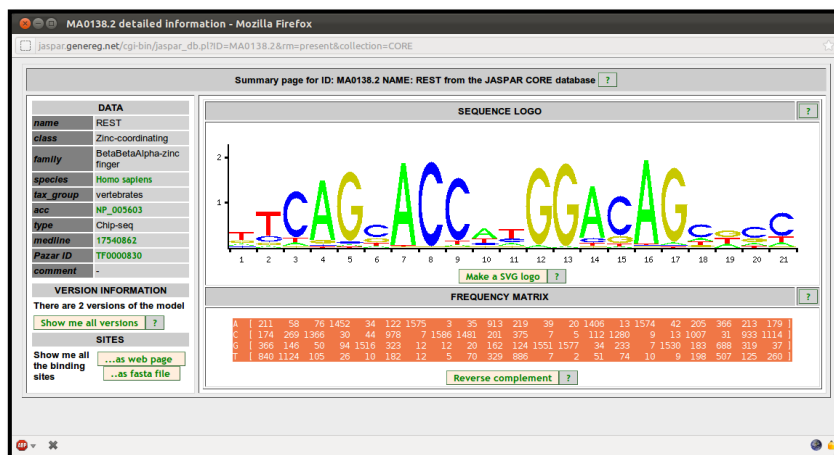 MA0138.2 detailed information - Mozilla Firefox
jaspar.genereg.net/cgi-bin/jaspar_db.pl?ID=MA0138.2&rm=present&collection=CORE
Summary page for ID: MA0138.2 NAME: REST from the JASPAR CORE database ?
DATA
name REST
class Zinc-coordinating
family BetaBetaAlpha-zinc
finger
species Homo sapiens
tax_group vertebrates
acc NP_005603
type Chip-seq
medline 17540862
Pazar ID TF0000830
comment -
VERSION INFORMATION
There are 2 versions of the model
Show me all versions ?
SITES
Show me all
the binding
sites
...as web page
..as fasta file
SEQUENCE LOGO ?
2
1
1 2 3 4 5 6 7 8 9 10 11 12 13 14 15 16 17 18 19 20 21
Make a SVG logo ?
FREQUENCY MATRIX ?
A [ 211 58 76 1452 34 122 1575 3 35 913 219 39 20 1406 13 1574 42 205 366 213 179 ]
C [ 174 269 1366 30 44 978 7 1586 1481 201 375 7 5 112 1280 9 13 1007 31 933 1114 ]
G [ 366 146 50 94 1516 323 12 12 20 162 124 1551 1577 34 233 7 1530 183 688 319 37 ]
T [ 840 1124 105 26 10 182 12 5 70 329 886 7 2 51 74 10 9 198 507 125 260 ]
Reverse complement ?
ABP